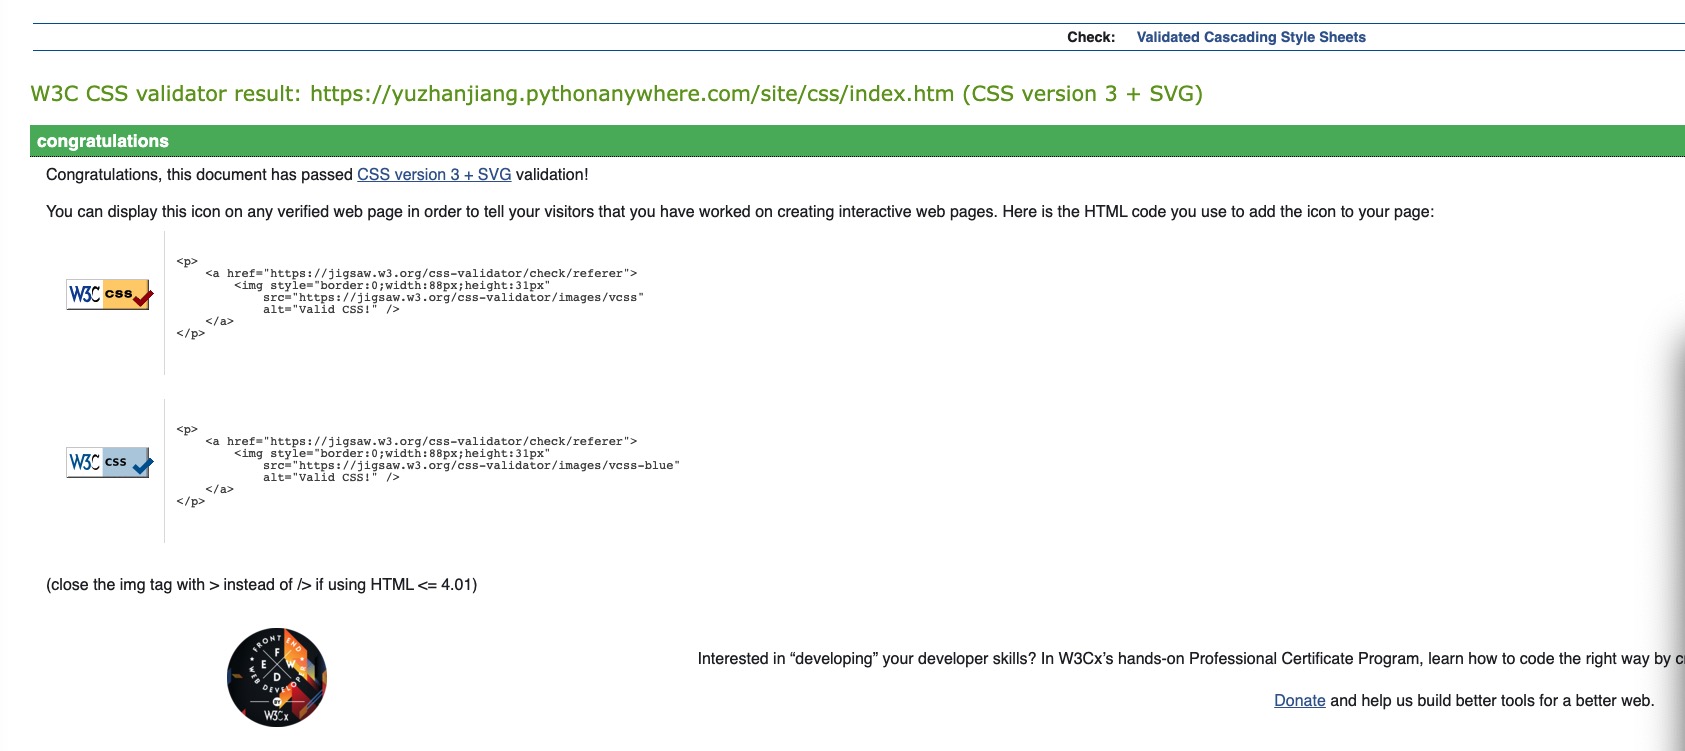 Check: Validated Cascading Style Sheets
W3C CSS validator result: https://yuzhanjiang.pythonanywhere.com/site/css/index.htm (CSS version 3 + SVG)
congratulations
Congratulations, this document has passed CSS version 3 + SVG validation!
You can display this icon on any verified web page in order to tell your visitors that you have worked on creating interactive web pages. Here is the HTML code you use to add the icon to your page:
W3C css
<p>
<a href="https://jigsaw.w3.org/css-validator/check/referer">
<img style="border:0;width:88px;height:31px"
src="https://jigsaw.w3.org/css-validator/images/vcss"
alt="Valid CSS!" />
</a>
</p>
W3C css
<p>
<a href="https://jigsaw.w3.org/css-validator/check/referer">
<img style="border:0;width:88px;height:31px"
src="https://jigsaw.w3.org/css-validator/images/vcss-blue"
alt="Valid CSS!" />
</a>
</p>
(close the img tag with > instead of /> if using HTML <= 4.01)
FRONT END
F
E W
D
WEB DEVELOPER
BY
W3Cx
Interested in “developing” your developer skills? In W3Cx’s hands-on Professional Certificate Program, learn how to code the right way by
Donate and help us build better tools for a better web.